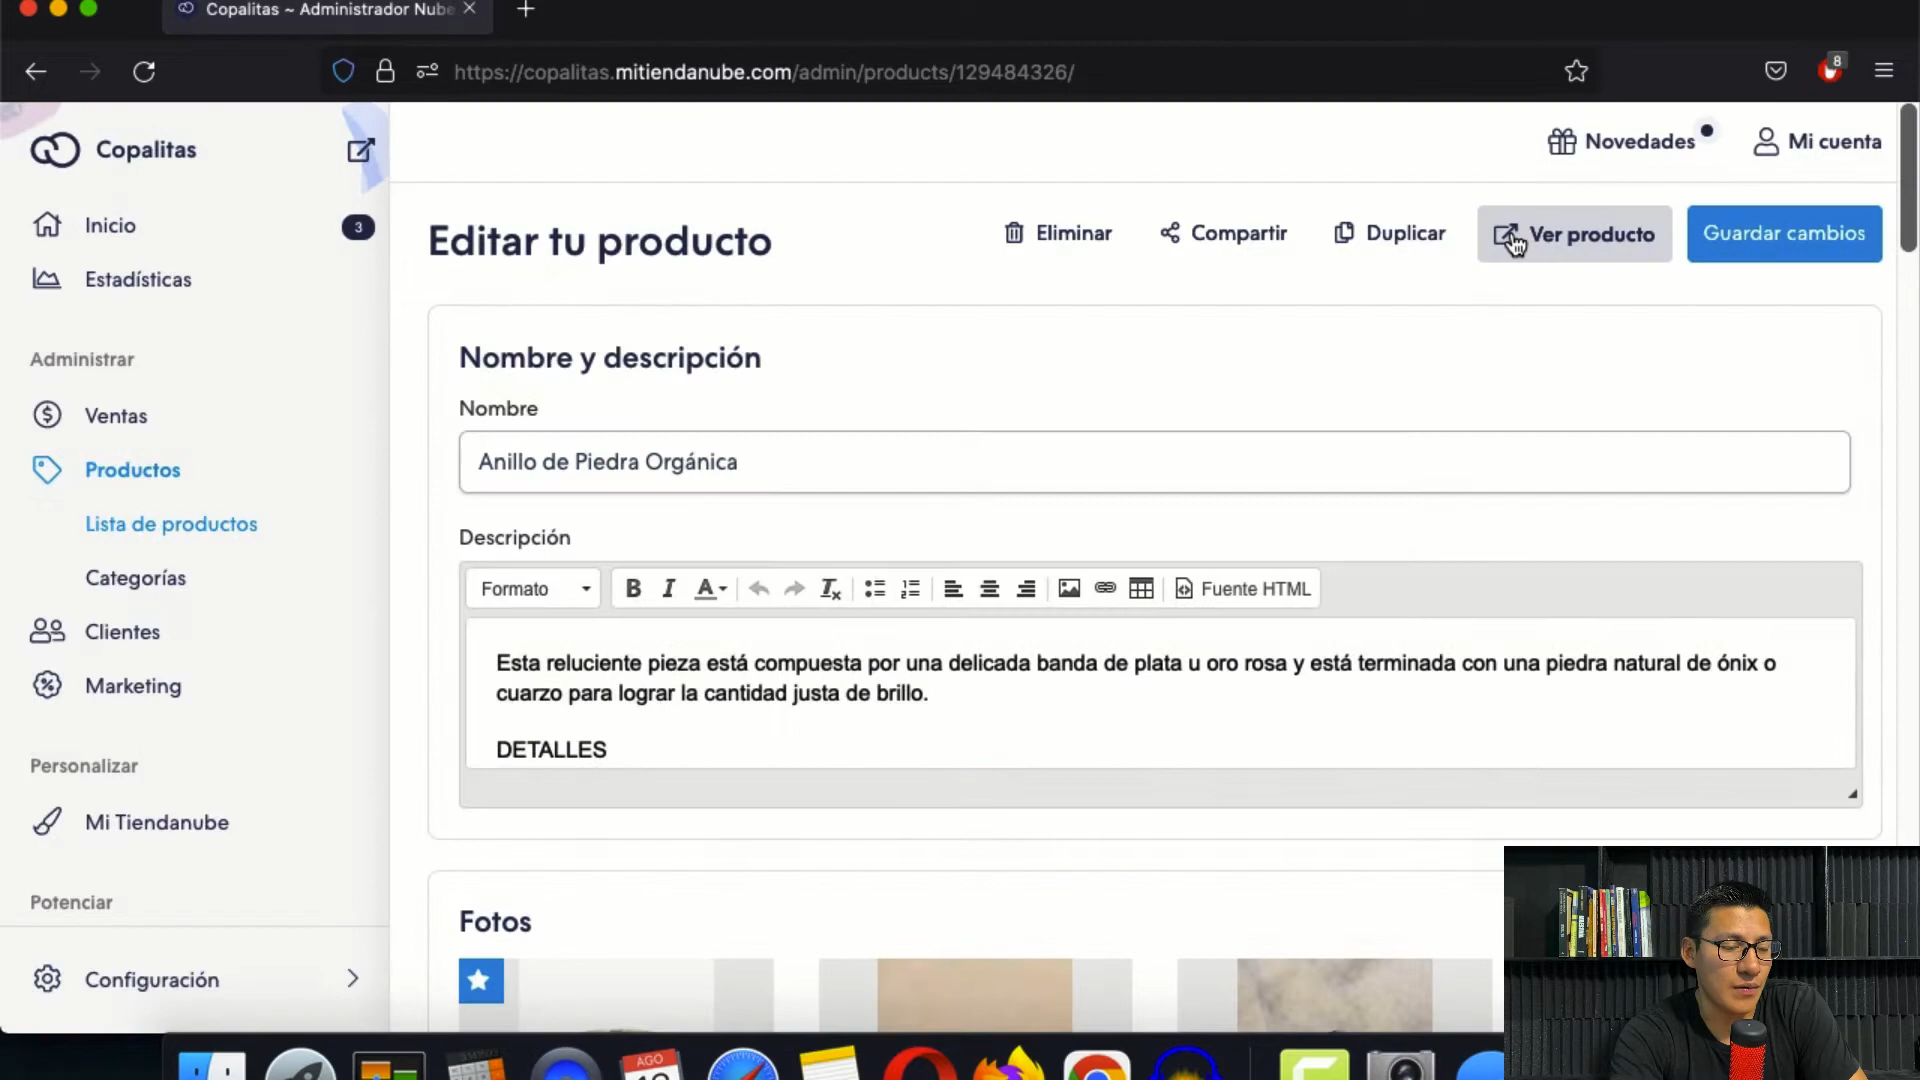 Copalitas ~ Administrador Nube
https://copalitas.mitiendanube.com/admin/products/129484326/
8
Copalitas
Novedades
Mi cuenta
Inicio
3
Estadísticas
Administrar
Ventas
Productos
Lista de productos
Categorías
Clientes
Marketing
Personalizar
Mi Tiendanube
Potenciar
Configuración
Editar tu producto
Eliminar
Compartir
Duplicar
Ver producto
Guardar cambios
Nombre y descripción
Nombre
Anillo de Piedra Orgánica
Descripción
Formato
Fuente HTML
Esta reluciente pieza está compuesta por una delicada banda de plata u oro rosa y está terminada con una piedra natural de ónix o
cuarzo para lograr la cantidad justa de brillo.
DETALLES
Fotos
AGO